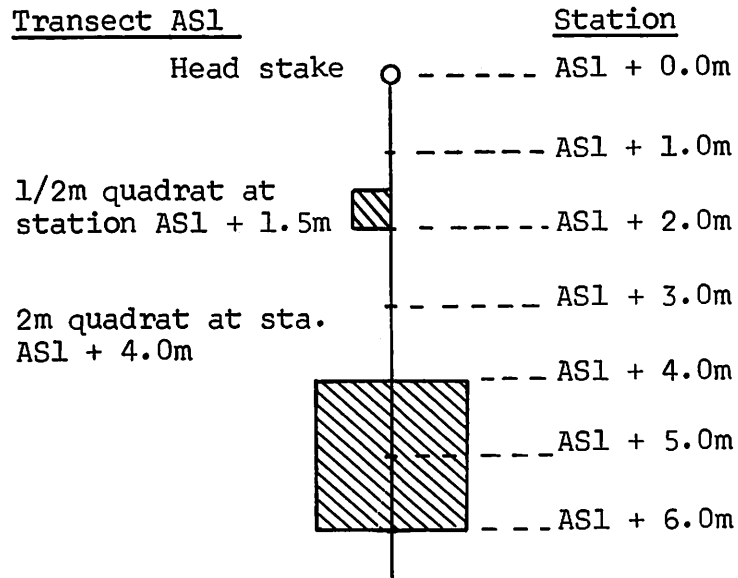 Transect AS1
Station
Head stake
AS1 + 0.0m
AS1 + 1.0m
1/2m quadrat at
station AS1 + 1.5m
AS1 + 2.0m
AS1 + 3.0m
2m quadrat at sta.
AS1 + 4.0m
AS1 + 4.0m
AS1 + 5.0m
AS1 + 6.0m